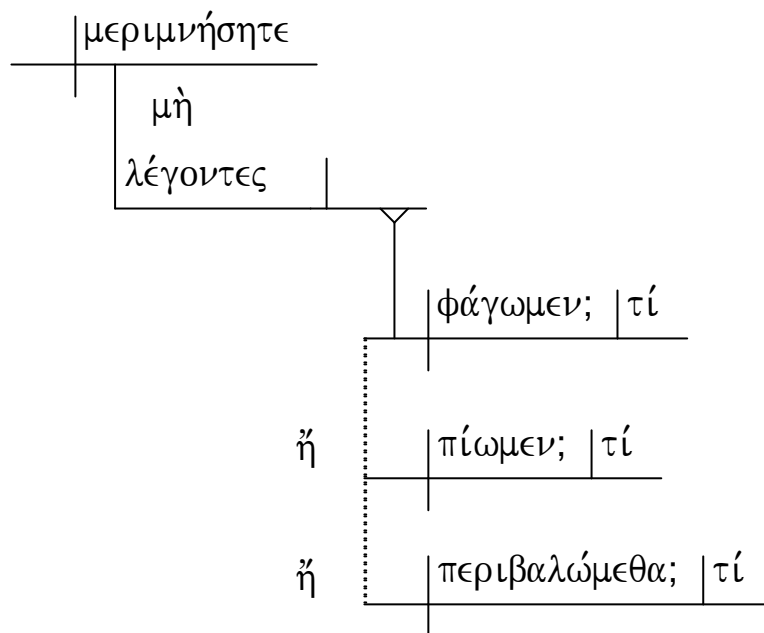 μεριμνήσητε
μὴ
λέγοντες
φάγωμεν; τί
ἤ πίωμεν; τί
ἤ περιβαλώμεθα; τί